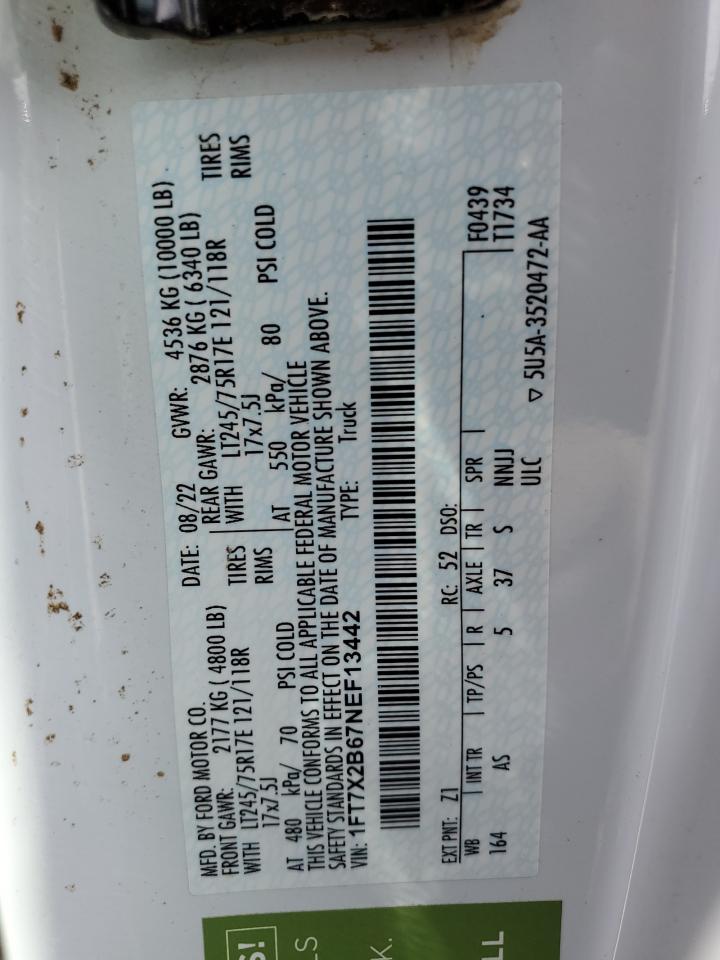 MFD. BY FORD MOTOR CO.
DATE: 08/22 GVWR: 4536 KG (10000 LB)
FRONT GAWR: 2177 KG ( 4800 LB) REAR GAWR: 2876 KG ( 6340 LB)
WITH LT245/75R17E 121/118R TIRES WITH LT245/75R17E 121/118R TIRES
17x7.5J RIMS 17x7.5J RIMS
AT 480 kPa/ 70 PSI COLD AT 550 kPa/ 80 PSI COLD
THIS VEHICLE CONFORMS TO ALL APPLICABLE FEDERAL MOTOR VEHICLE
SAFETY STANDARDS IN EFFECT ON THE DATE OF MANUFACTURE SHOWN ABOVE.
VIN: 1FT7X2B67NEF13442 TYPE: Truck
EXT PNT: Z1 RC: 52 DSO:
WB INT TR TP/PS R AXLE TR SPR F0439
164 AS 5 37 S NNJJ T1734
ULC
▽ 5U5A-3520472-AA
S!
LS
K.
LL